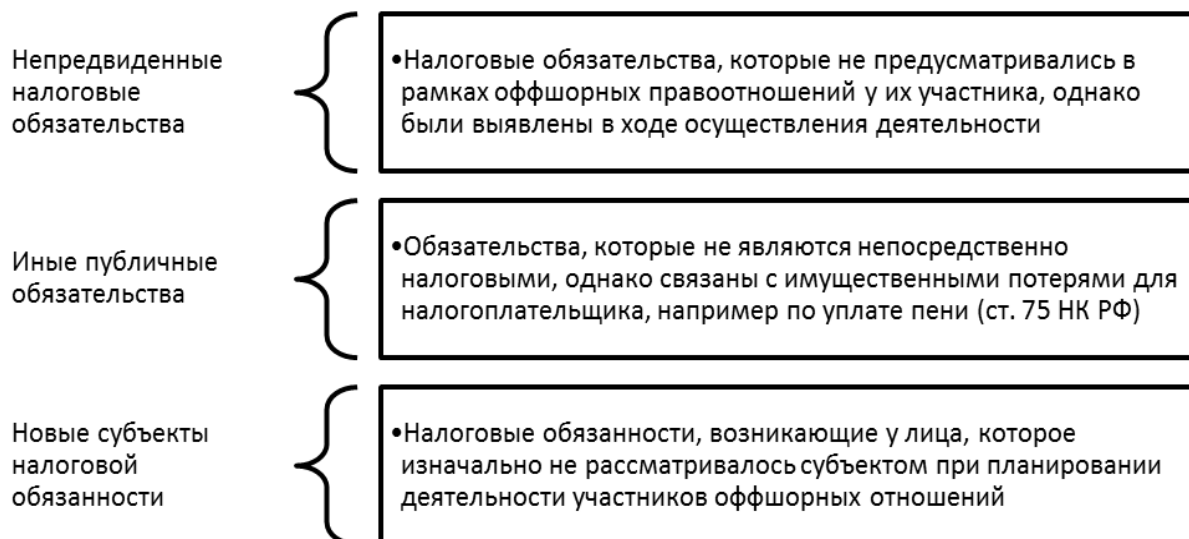 Непредвиденные
налоговые
обязательства
•Налоговые обязательства, которые не предусматривались в
рамках оффшорных правоотношений у их участника, однако
были выявлены в ходе осуществления деятельности
Иные публичные
обязательства
•Обязательства, которые не являются непосредственно
налоговыми, однако связаны с имущественными потерями для
налогоплательщика, например по уплате пени (ст. 75 НК РФ)
Новые субъекты
налоговой
обязанности
•Налоговые обязанности, возникающие у лица, которое
изначально не рассматривалось субъектом при планировании
деятельности участников оффшорных отношений